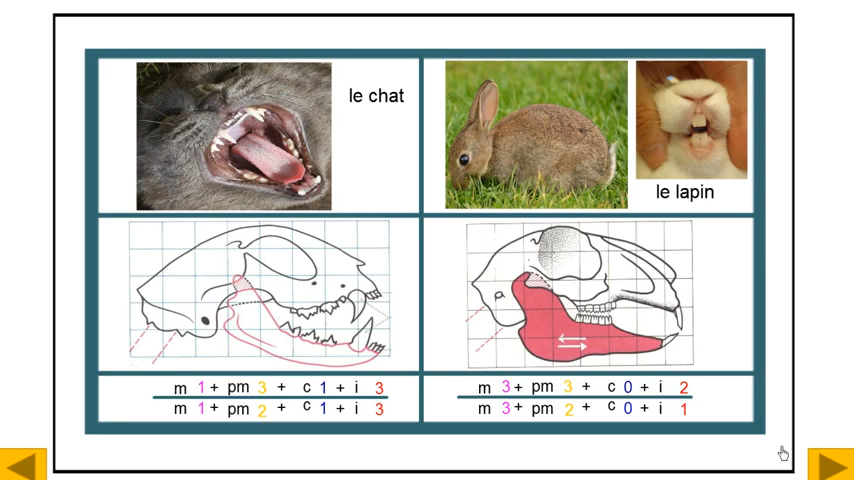 le chat
le lapin
m 1 + pm 3 + c 1 + i 3
m 1 + pm 2 + c 1 + i 3
m 3 + pm 3 + c 0 + i 2
m 3 + pm 2 + c 0 + i 1